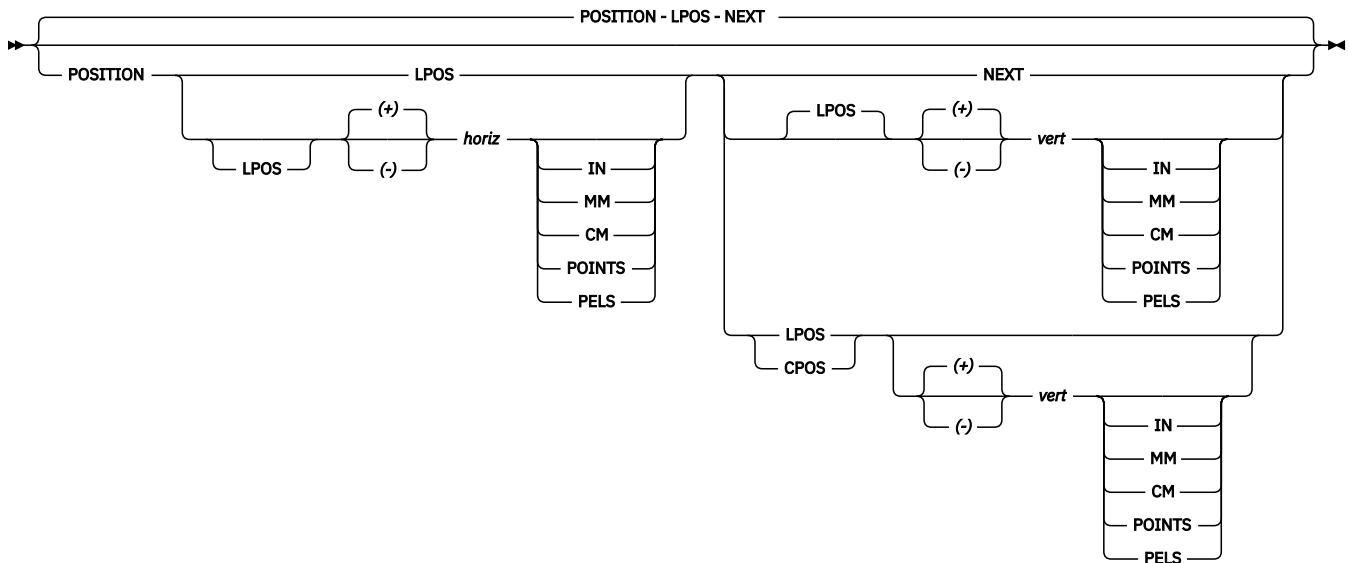 POSITION - LPOS - NEXT
POSITION LPOS NEXT
(+) LPOS (+)
horiz vert
LPOS (-) IN (-) IN
MM MM
CM CM
POINTS POINTS
PELS PELS
LPOS
CPOS (+)
vert
(-) IN
MM
CM
POINTS
PELS